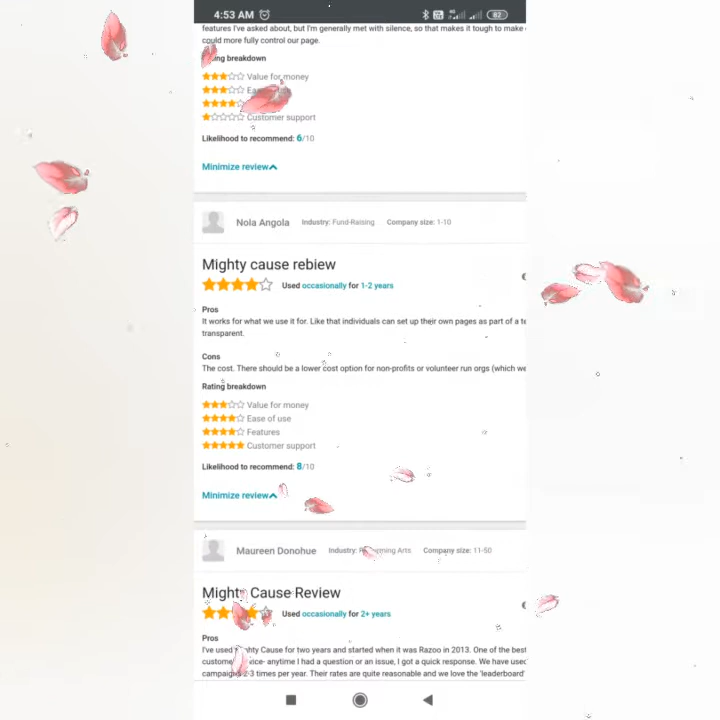 4:53 AM
82
features I've asked about, but I'm generally met with silence, so that makes it tough to make
could more fully control our page.
breakdown
Value for money
Customer support
Likelihood to recommend: 6/10
Minimize review
Nola Angola Industry: Fund-Raising Company size: 1-10
Mighty cause rebiew
Used occasionally for 1-2 years
Pros
It works for what we use it for. Like that individuals can set up their own pages as part of a
transparent.
Cons
The cost. There should be a lower cost option for non-profits or volunteer run orgs (which we
Rating breakdown
Value for money
Ease of use
Features
Customer support
Likelihood to recommend: 8/10
Minimize review
Maureen Donohue Industry: Performing Arts Company size: 11-50
Mighty Cause Review
Used occasionally for 2+ years
Pros
I've used Mighty Cause for two years and started when it was Razoo in 2013. One of the best
anytime I had a question or an issue, I got a quick response. We have used
campaigns 2-3 times per year. Their rates are quite reasonable and we love the 'leaderboard'